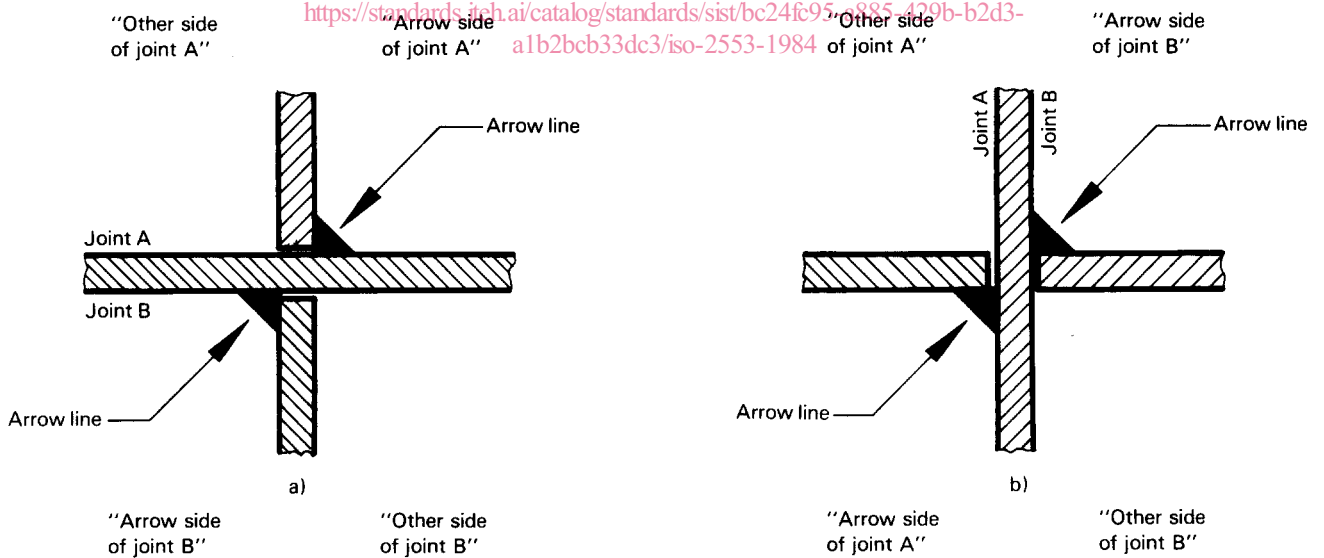 https://standards.iteh.ai/catalog/standards/sist/bc24fc95-a885-429b-b2d3-
a1b2bcb33dc3/iso-2553-1984
"Other side
of joint A"
"Arrow side
of joint A"
"Other side
of joint A"
"Arrow side
of joint B"
Arrow line
Joint A
Joint B
Arrow line
a)
"Arrow side
of joint B"
"Other side
of joint B"
Joint A
Joint B
Arrow line
Arrow line
b)
"Arrow side
of joint A"
"Other side
of joint B"